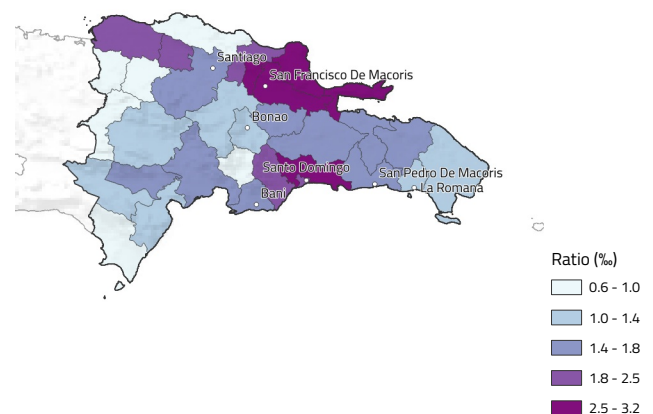 Santiago
San Francisco De Macoris
Bonao
Santo Domingo
San Pedro De Macoris
La Romana
Bani
Ratio (‰)
0.6 - 1.0
1.0 - 1.4
1.4 - 1.8
1.8 - 2.5
2.5 - 3.2